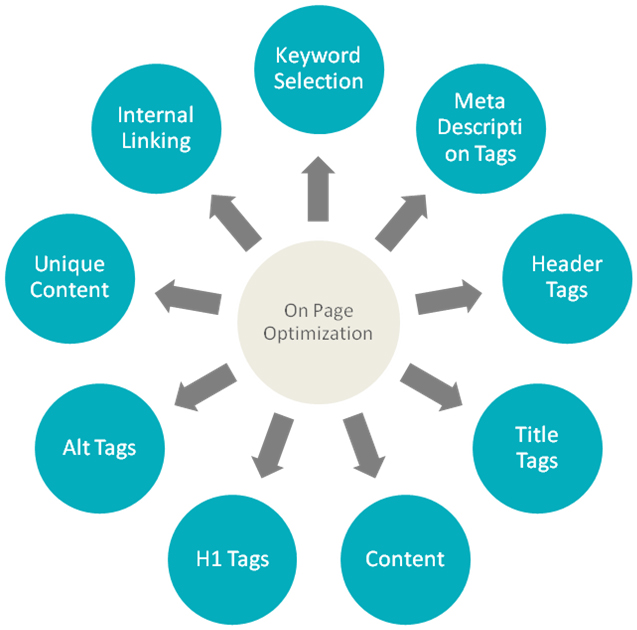 Keyword
Selection
Meta
Descripti
on Tags
Header
Tags
Title
Tags
Content
H1 Tags
Alt Tags
Unique
Content
Internal
Linking
On Page
Optimization